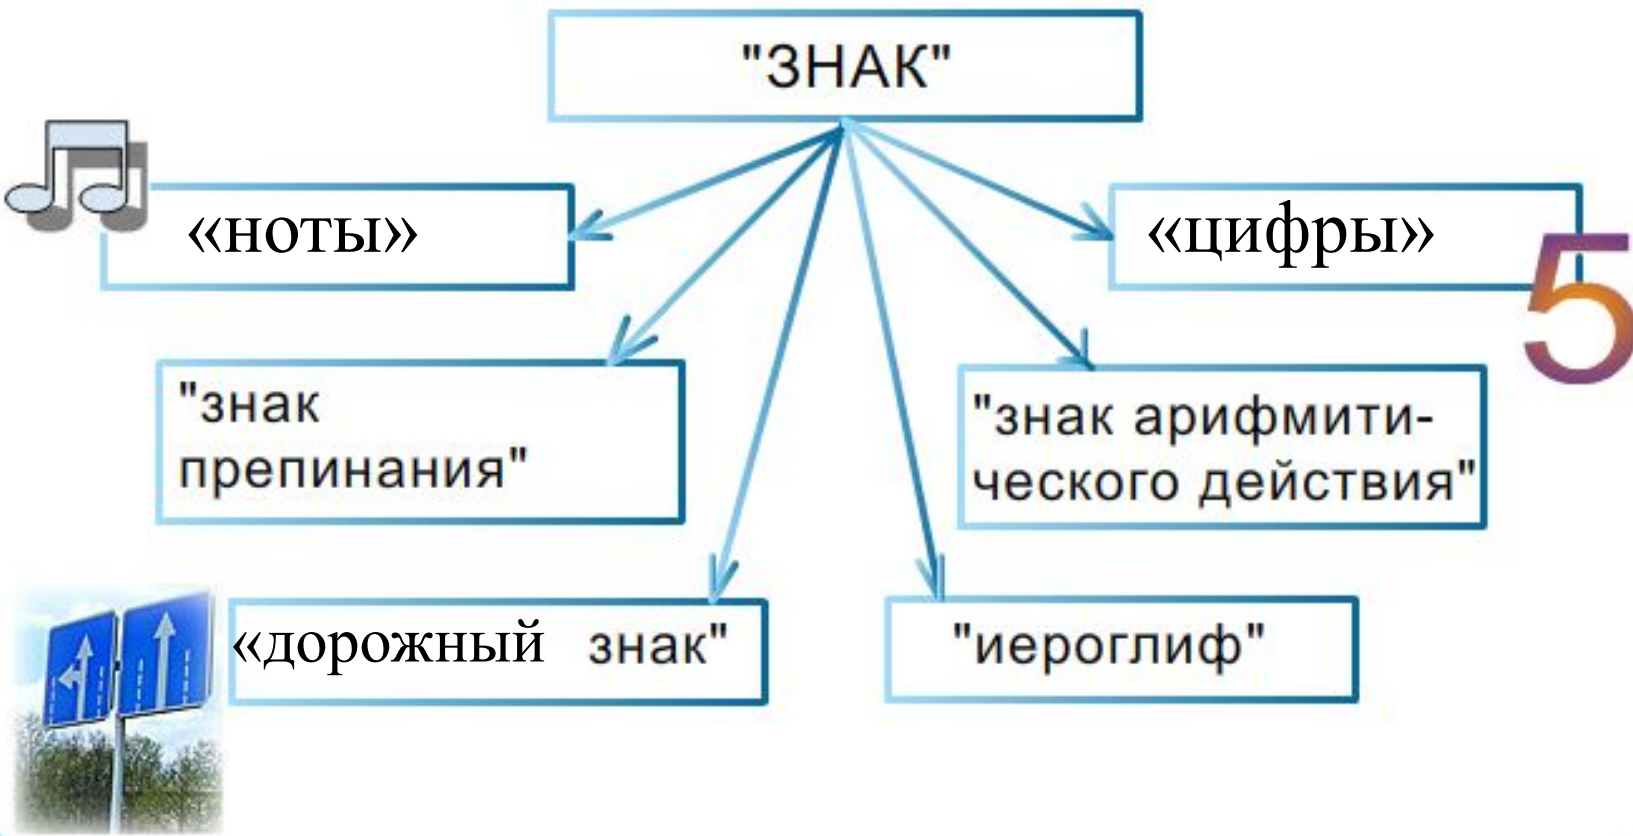 "ЗНАК"
«ноты»
«цифры»
5
"знак
препинания"
"знак арифмити-
ческого действия"
«дорожный знак"
"иероглиф"